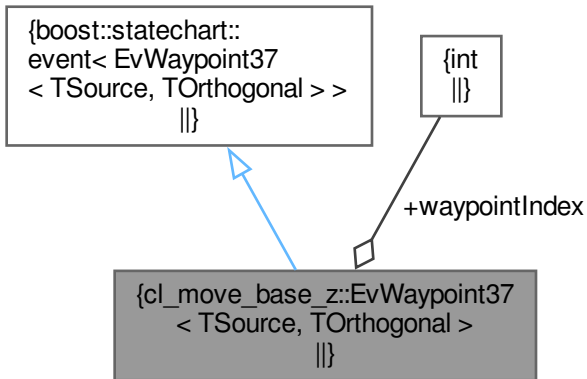 {boost::statechart::
event< EvWaypoint37
< TSource, TOrthogonal > >
||}
{int
||}
+waypointIndex
{cl_move_base_z::EvWaypoint37
< TSource, TOrthogonal >
||}